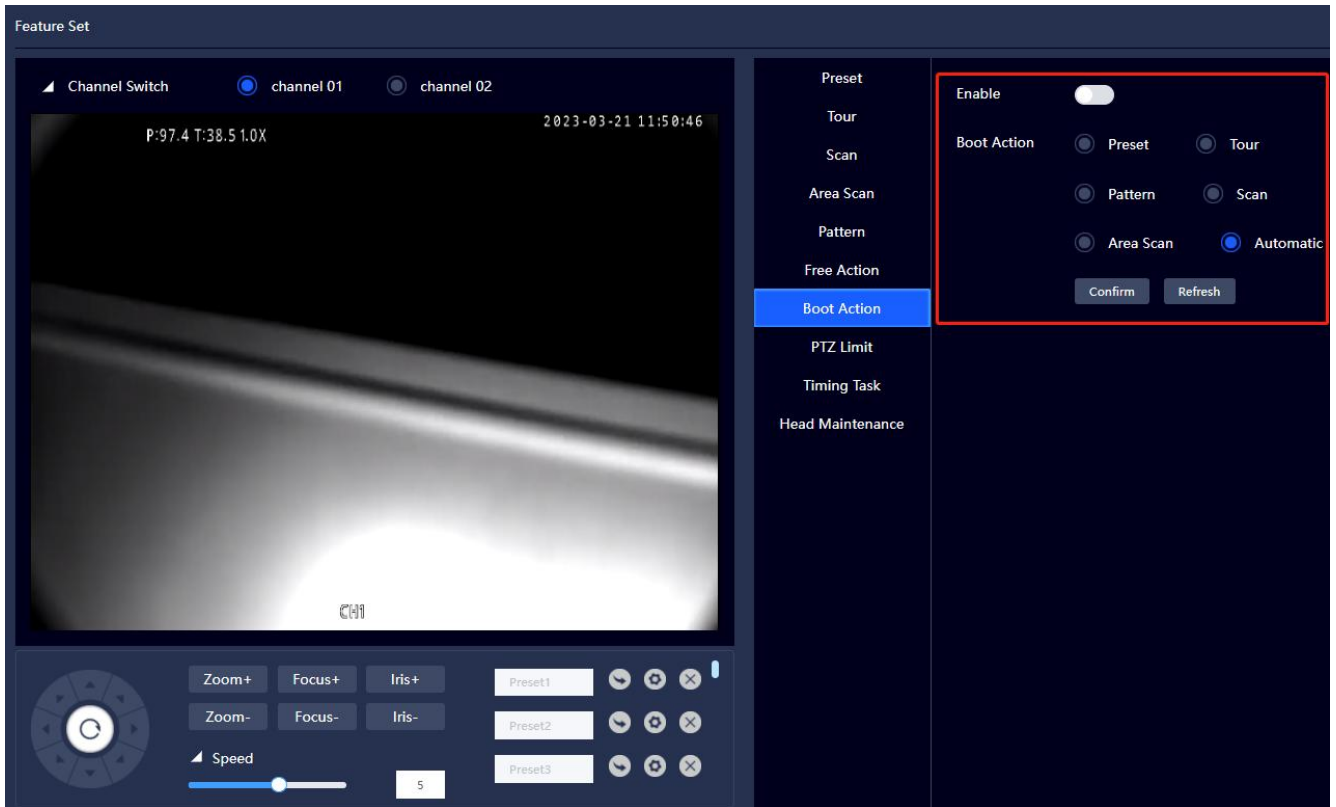 Feature Set
Channel Switch channel 01 channel 02
P:97.4 T:38.5 1.0X 2023-03-21 11:50:46
CH1
Zoom+ Focus+ Iris+
Zoom- Focus- Iris-
Speed
5
Preset1
Preset2
Preset3
Preset
Tour
Scan
Area Scan
Pattern
Free Action
Boot Action
PTZ Limit
Timing Task
Head Maintenance
Enable
Boot Action Preset Tour
Pattern Scan
Area Scan Automatic
Confirm Refresh